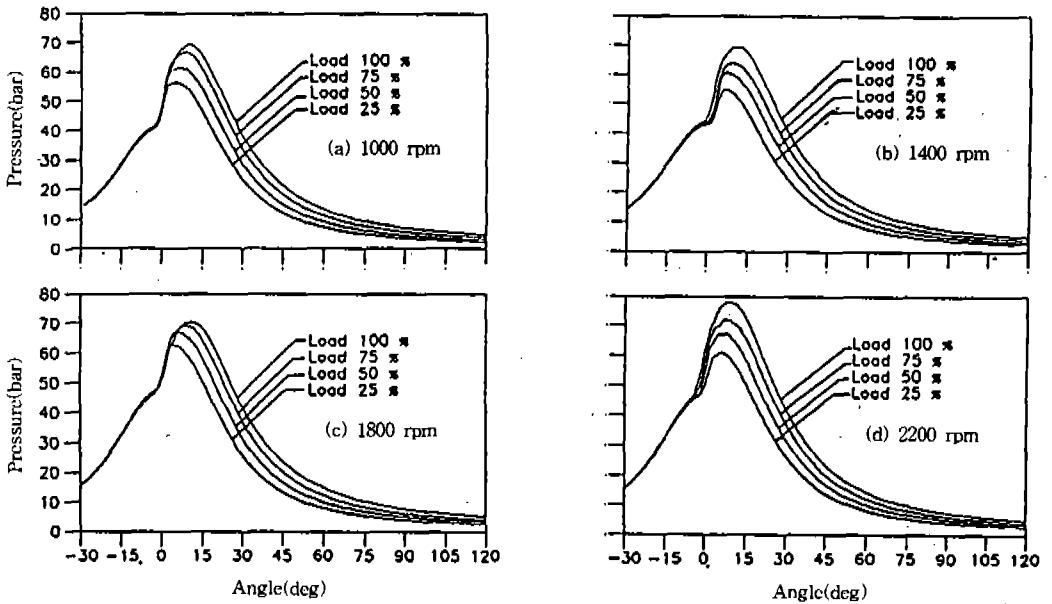 80
70
60
50
40
30
20
10
0
Pressure(bar)
Load 100 %
Load 75 %
Load 50 %
Load 25 %
(a) 1000 rpm
Load 100 %
Load 75 %
Load 50 %
Load 25 %
(b) 1400 rpm
80
70
60
50
40
30
20
10
0
Pressure(bar)
Load 100 %
Load 75 %
Load 50 %
Load 25 %
(c) 1800 rpm
-30 -15 0 15 30 45 60 75 90 105 120
Angle(deg)
Load 100 %
Load 75 %
Load 50 %
Load 25 %
(d) 2200 rpm
-30 -15 0 15 30 45 60 75 90 105 120
Angle(deg)